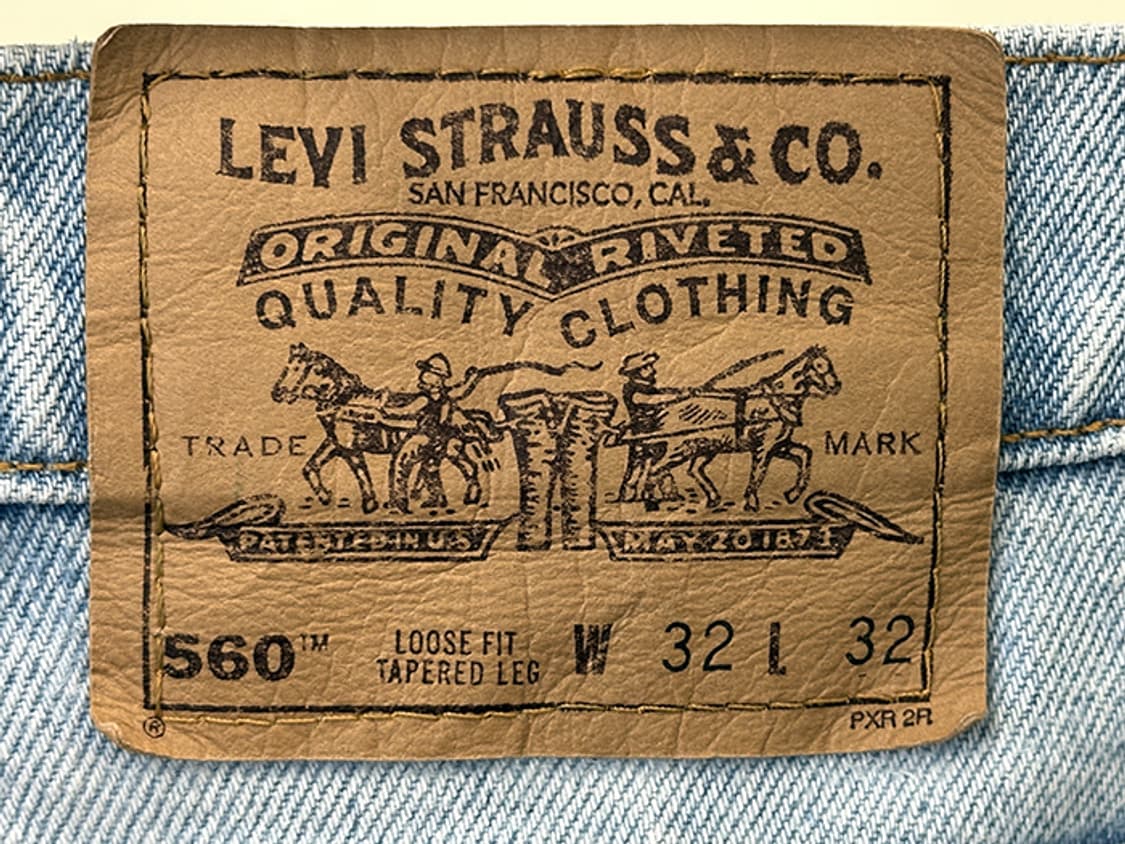 LEVI STRAUSS & CO.
SAN FRANCISCO, CAL.
ORIGINAL RIVETED
QUALITY CLOTHING
TRADE MARK
PATENTED IN U.S. MAY 20 1873
560™ LOOSE FIT TAPERED LEG W 32 L 32
® PXR 2R